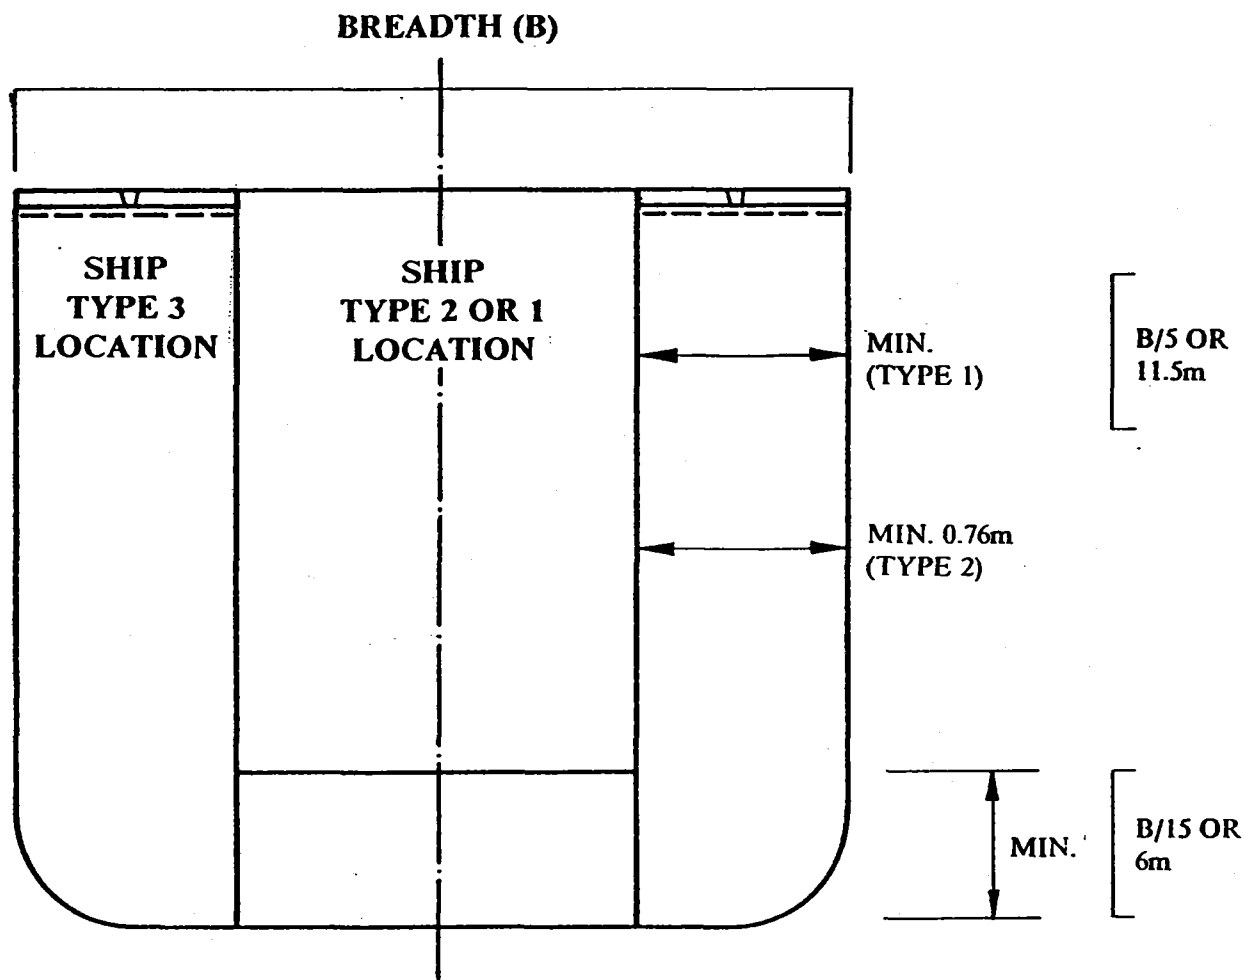 BREADTH (B)
SHIP
TYPE 3
LOCATION
SHIP
TYPE 2 OR 1
LOCATION
MIN.
(TYPE 1)
B/5 OR
11.5m
MIN. 0.76m
(TYPE 2)
MIN.
B/15 OR
6m